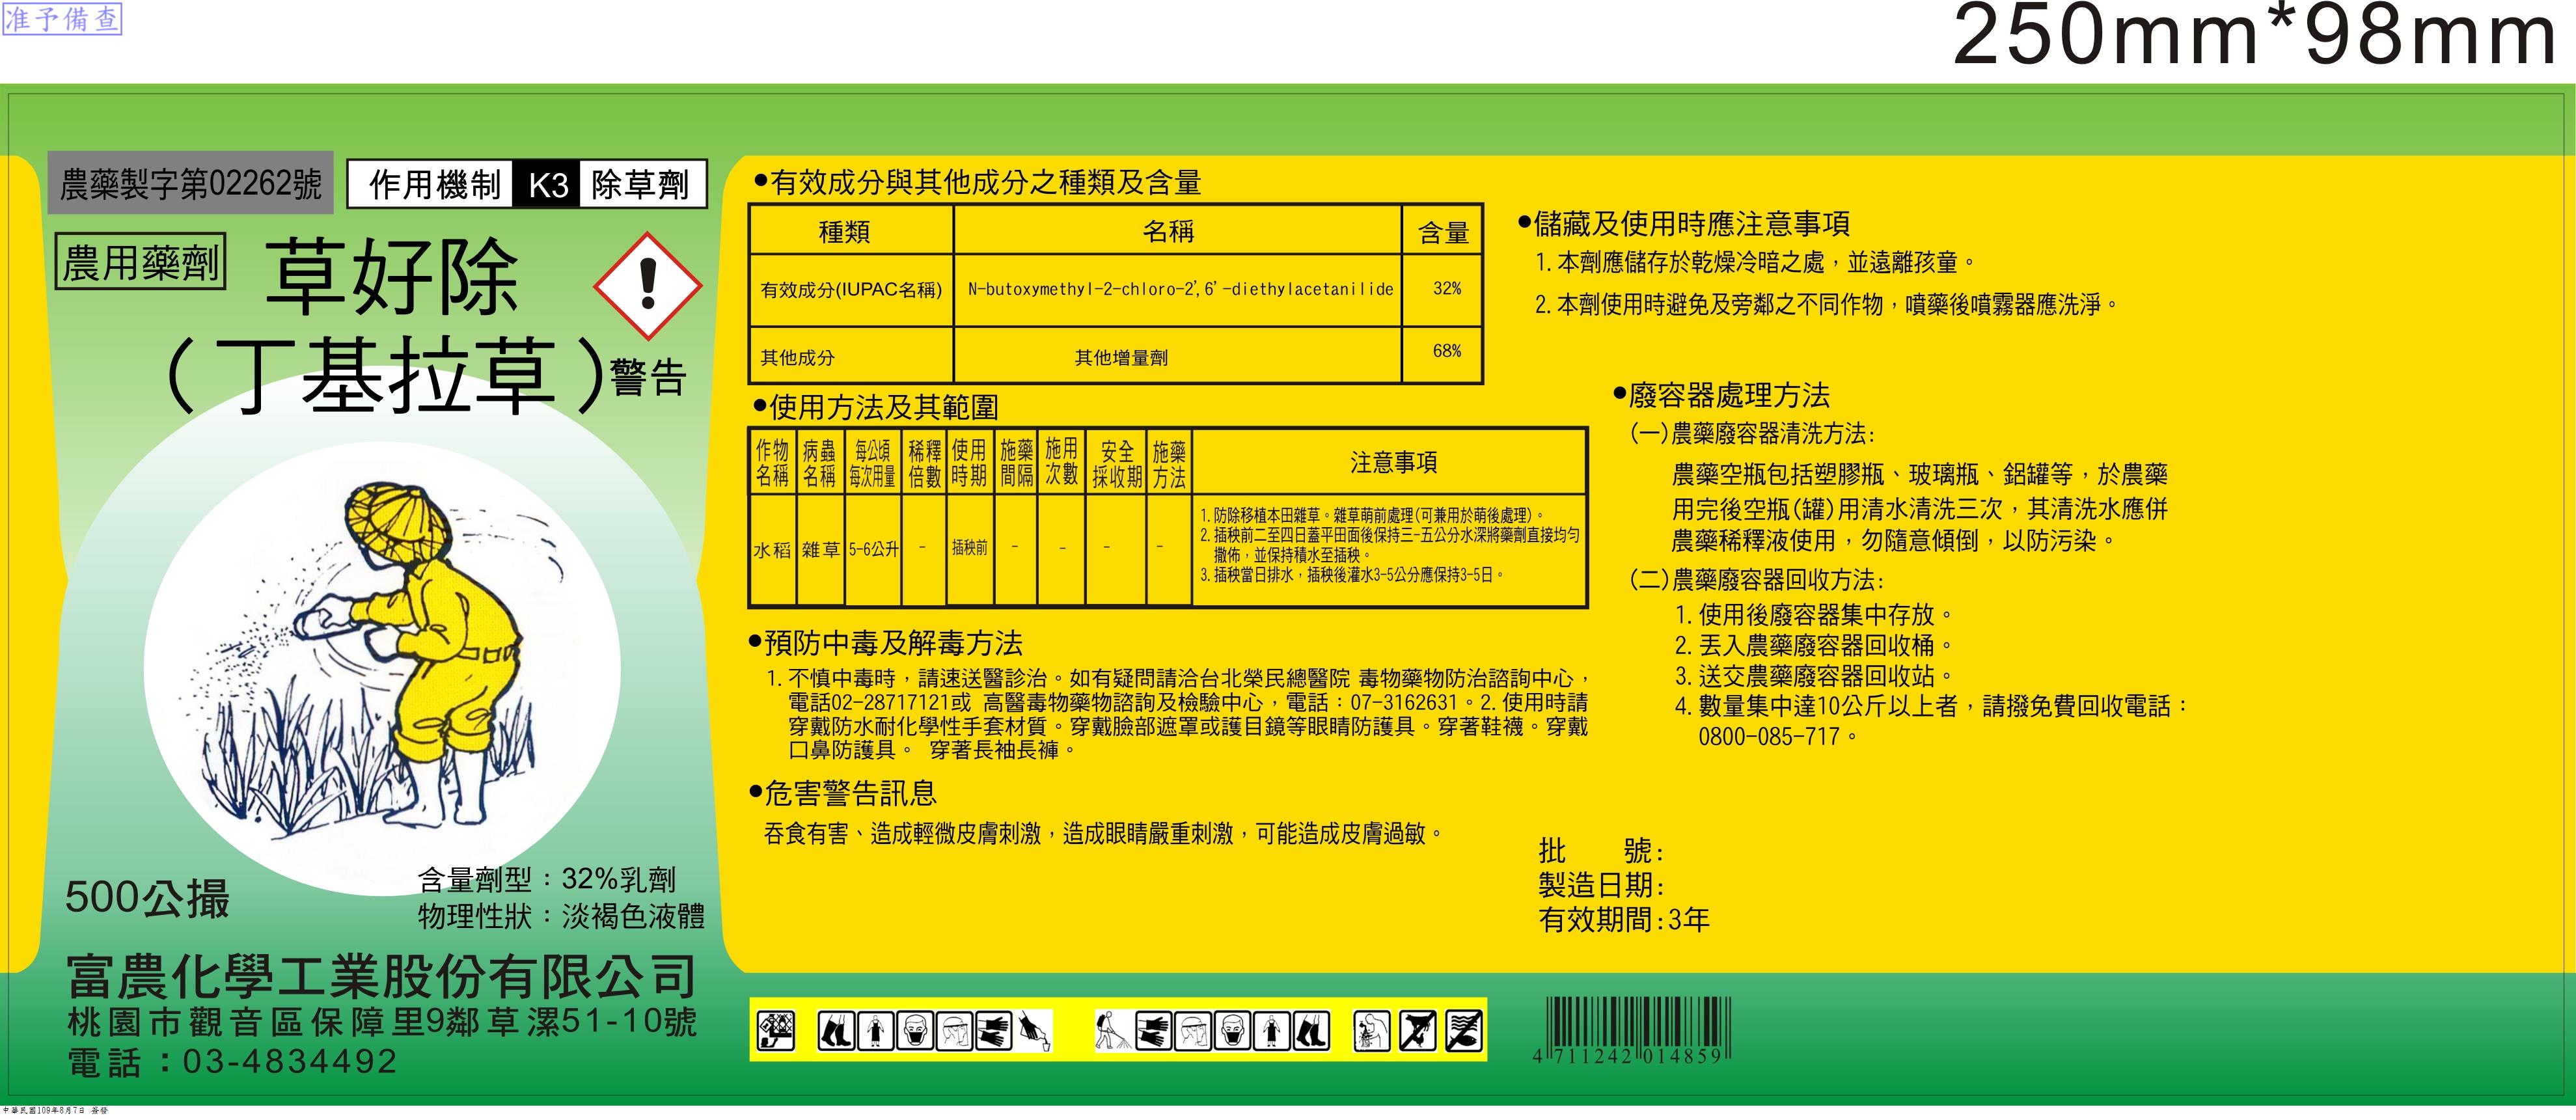 准予備查
250mm*98mm
農藥製字第02262號
作用機制 K3 除草劑
農用藥劑
草好除
(丁基拉草)
警告
500公撮
含量劑型：32%乳劑
物理性狀：淡褐色液體
富農化學工業股份有限公司
桃園市觀音區保障里9鄰草漯51-10號
電話：03-4834492
●有效成分與其他成分之種類及含量
種類 名稱 含量
有效成分(IUPAC名稱) N-butoxymethyl-2-chloro-2',6'-diethylacetanilide 32%
其他成分 其他增量劑 68%
●使用方法及其範圍
作物名稱 病蟲名稱 每公頃每次用量 稀釋倍數 使用時期 施藥間隔 施用次數 安全採收期 施藥方法 注意事項
水稻 雜草 5-6公升 - 插秧前 - - - -
1. 防除移植本田雜草。雜草萌前處理(可兼用於萌後處理)。
2. 插秧前二至四日蓋平田面後保持三-五公分水深將藥劑直接均勻
撒佈，並保持積水至插秧。
3. 插秧當日排水，插秧後灌水3-5公分應保持3-5日。
●預防中毒及解毒方法
1. 不慎中毒時，請速送醫診治。如有疑問請洽台北榮民總醫院 毒物藥物防治諮詢中心，
電話02-28717121或 高醫毒物藥物諮詢及檢驗中心，電話：07-3162631。2. 使用時請
穿戴防水耐化學性手套材質。穿戴臉部遮罩或護目鏡等眼睛防護具。穿著鞋襪。穿戴
口鼻防護具。 穿著長袖長褲。
●危害警告訊息
吞食有害、造成輕微皮膚刺激，造成眼睛嚴重刺激，可能造成皮膚過敏。
●儲藏及使用時應注意事項
1. 本劑應儲存於乾燥冷暗之處，並遠離孩童。
2. 本劑使用時避免及旁鄰之不同作物，噴藥後噴霧器應洗淨。
●廢容器處理方法
(一)農藥廢容器清洗方法:
農藥空瓶包括塑膠瓶、玻璃瓶、鋁罐等，於農藥
用完後空瓶(罐)用清水清洗三次，其清洗水應併
農藥稀釋液使用，勿隨意傾倒，以防污染。
(二)農藥廢容器回收方法:
1. 使用後廢容器集中存放。
2. 丟入農藥廢容器回收桶。
3. 送交農藥廢容器回收站。
4. 數量集中達10公斤以上者，請撥免費回收電話：
0800-085-717。
批 號:
製造日期:
有效期間:3年
4 711242 014859
中華民國109年8月7日 簽發